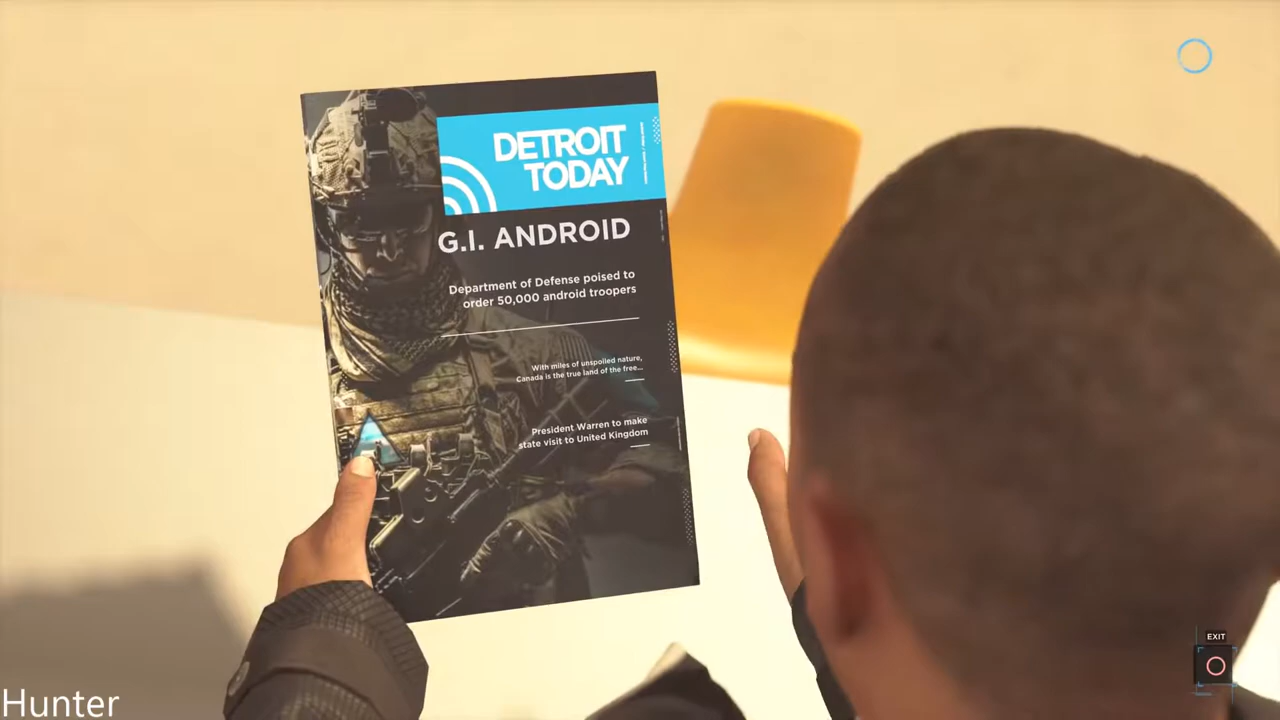 DETROIT
TODAY
G.I. ANDROID
Department of Defense poised to
order 50,000 android troopers
With miles of unspoiled nature,
Canada is the true land of the free...
President Warren to make
state visit to United Kingdom
EXIT
Hunter